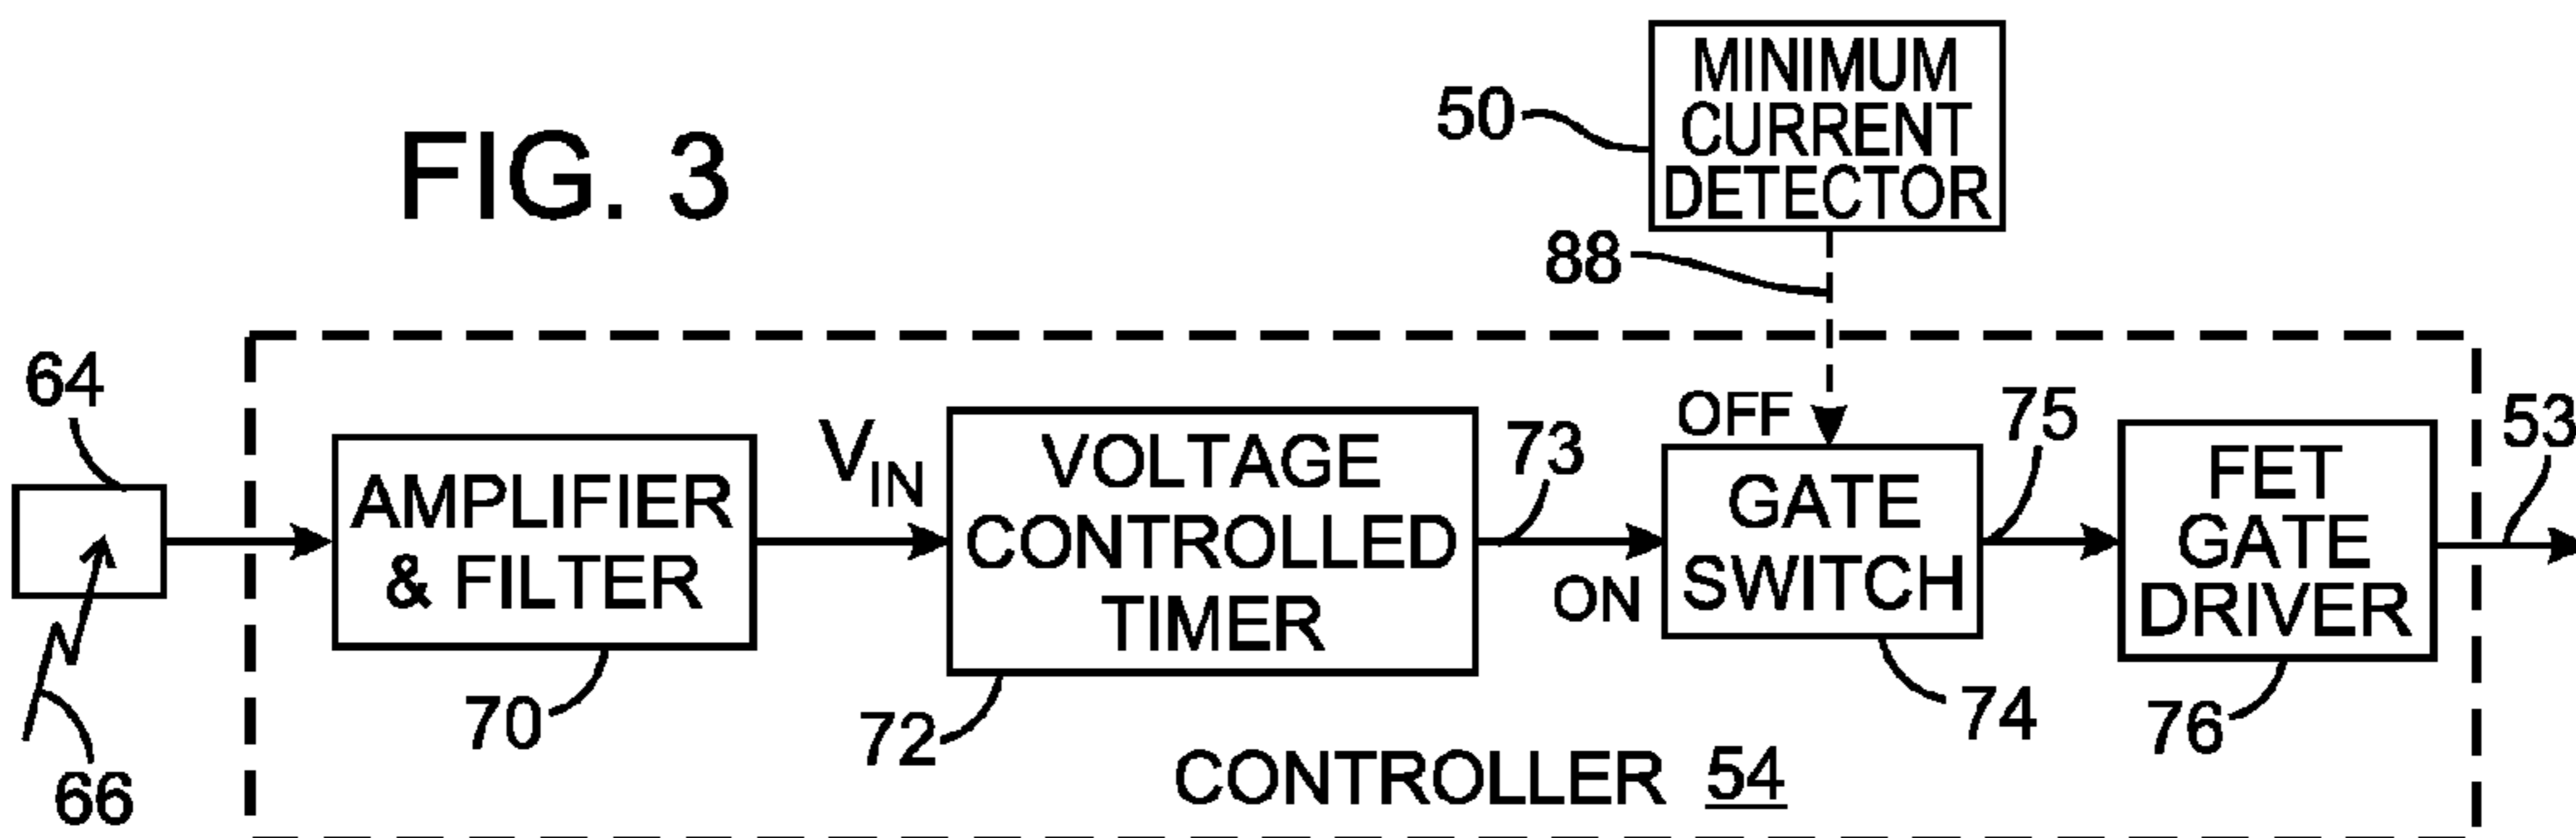 FIG. 3
MINIMUM
CURRENT
DETECTOR
50
88
64
66
AMPLIFIER
& FILTER
70
VIN
VOLTAGE
CONTROLLED
TIMER
72
73
ON
OFF
GATE
SWITCH
74
75
FET
GATE
DRIVER
76
53
CONTROLLER 54